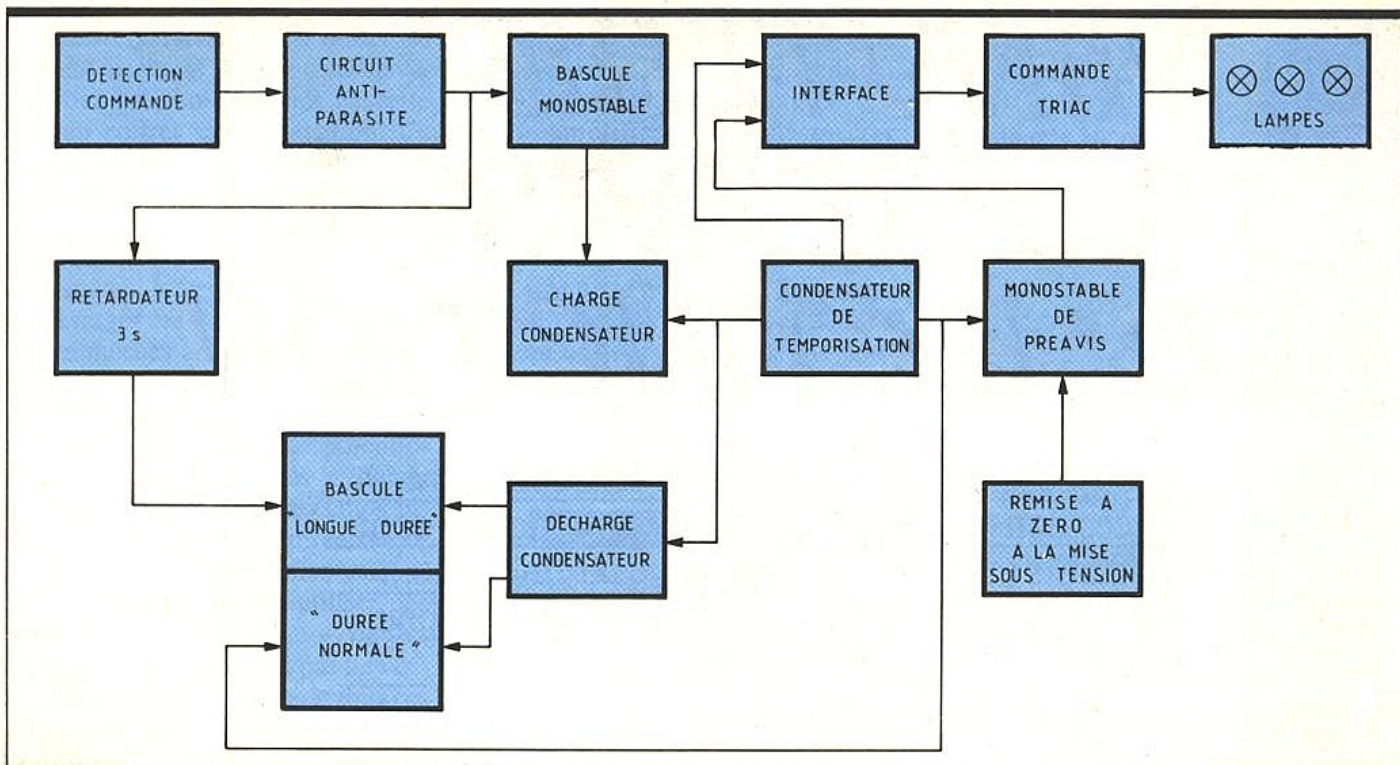 DETECTION
COMMANDE
CIRCUIT
ANTI-
PARASITE
BASCULE
MONOSTABLE
INTERFACE
COMMANDE
TRIAC
LAMPES
RETARDATEUR
3s
CHARGE
CONDENSATEUR
CONDENSATEUR
DE
TEMPORISATION
MONOSTABLE
DE
PREAVIS
BASCULE
"LONGUE DUREE"
" DUREE
NORMALE "
DECHARGE
CONDENSATEUR
REMISE A
ZERO
A LA MISE
SOUS TENSION